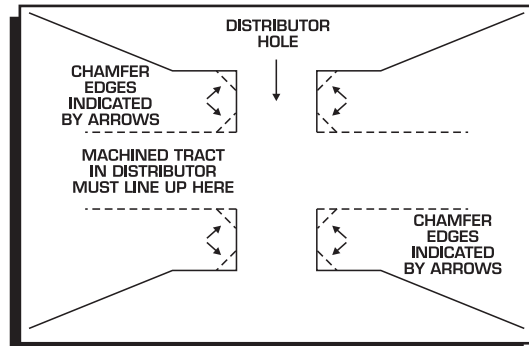 DISTRIBUTOR
HOLE
CHAMFER
EDGES
INDICATED
BY ARROWS
MACHINED TRACT
IN DISTRIBUTOR
MUST LINE UP HERE
CHAMFER
EDGES
INDICATED
BY ARROWS